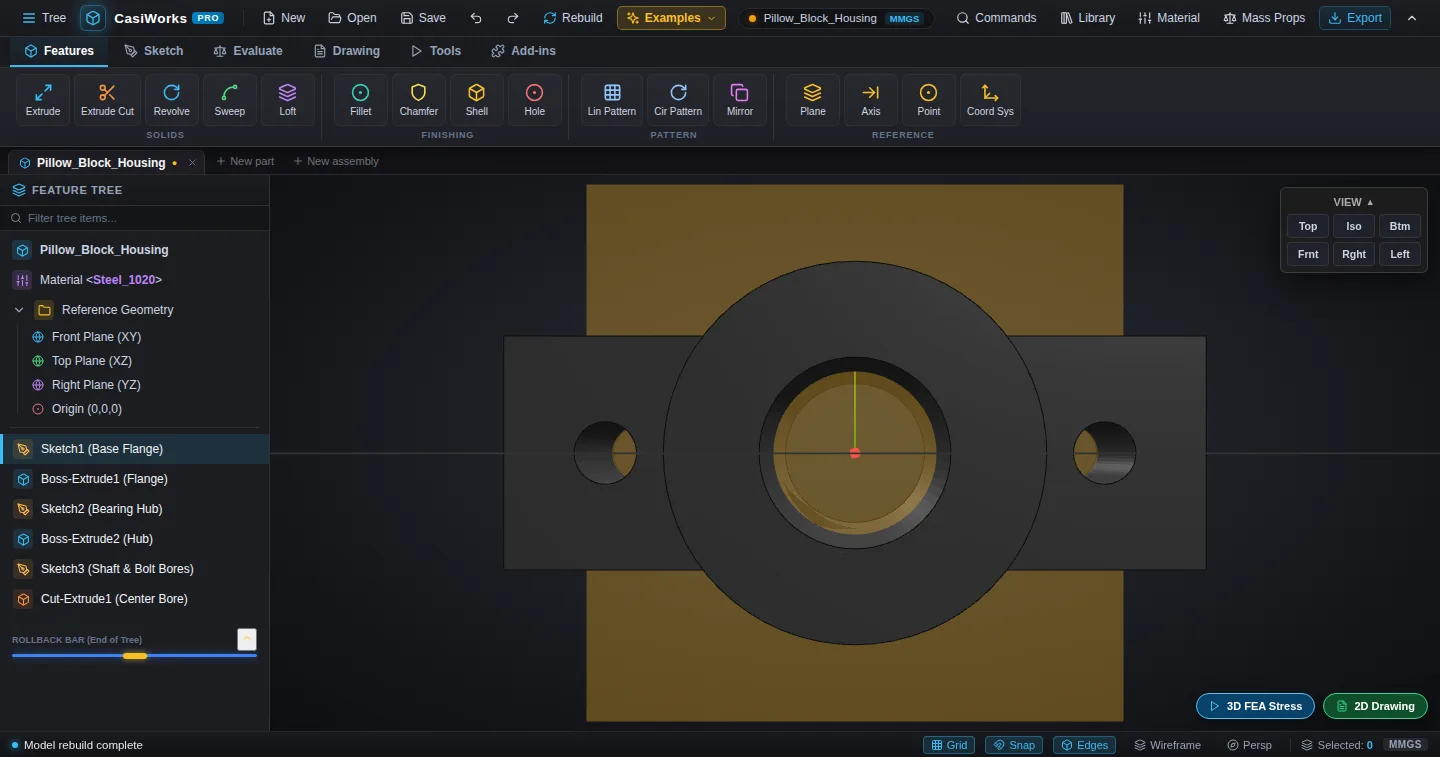 Tree CasiWorks PRO New Open Save Rebuild Examples Pillow_Block_Housing MMGS Commands Library Material Mass Props Export
Features Sketch Evaluate Drawing Tools Add-ins
Extrude Extrude Cut Revolve Sweep Loft Fillet Chamfer Shell Hole Lin Pattern Cir Pattern Mirror Plane Axis Point Coord Sys
SOLIDS FINISHING PATTERN REFERENCE
Pillow_Block_Housing New part New assembly
FEATURE TREE
Filter tree items...
Pillow_Block_Housing
Material <Steel_1020>
Reference Geometry
Front Plane (XY)
Top Plane (XZ)
Right Plane (YZ)
Origin (0,0,0)
Sketch1 (Base Flange)
Boss-Extrude1 (Flange)
Sketch2 (Bearing Hub)
Boss-Extrude2 (Hub)
Sketch3 (Shaft & Bolt Bores)
Cut-Extrude1 (Center Bore)
ROLLBACK BAR (End of Tree)
VIEW ▲
Top Iso Btm
Frnt Rght Left
3D FEA Stress 2D Drawing
Model rebuild complete Grid Snap Edges Wireframe Persp Selected: 0 MMGS